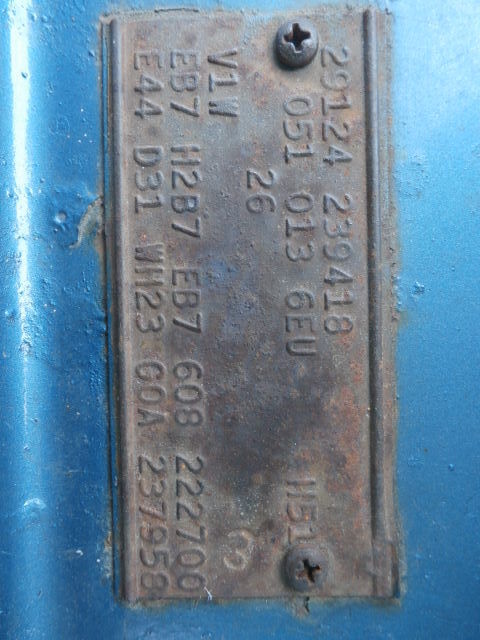 29124 239418
051 013 6EU H51
26
V1W
EB7 H2B7 EB7 608 222700
E44 D31 WH23 G0A 237958